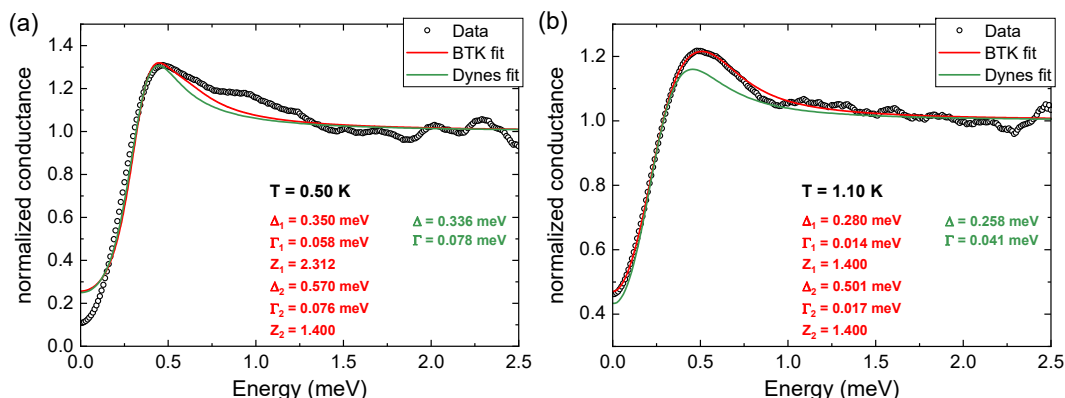 (a)
Data
BTK fit
Dynes fit
normalized conductance
1.4
1.2
1.0
0.8
0.6
0.4
0.2
0.0
T = 0.50 K
Δ₁ = 0.350 meV
Γ₁ = 0.058 meV
Z₁ = 2.312
Δ₂ = 0.570 meV
Γ₂ = 0.076 meV
Z₂ = 1.400
Δ = 0.336 meV
Γ = 0.078 meV
0.0 0.5 1.0 1.5 2.0 2.5
Energy (meV)
(b)
Data
BTK fit
Dynes fit
normalized conductance
1.2
1.0
0.8
0.6
0.4
T = 1.10 K
Δ₁ = 0.280 meV
Γ₁ = 0.014 meV
Z₁ = 1.400
Δ₂ = 0.501 meV
Γ₂ = 0.017 meV
Z₂ = 1.400
Δ = 0.258 meV
Γ = 0.041 meV
0.0 0.5 1.0 1.5 2.0 2.5
Energy (meV)